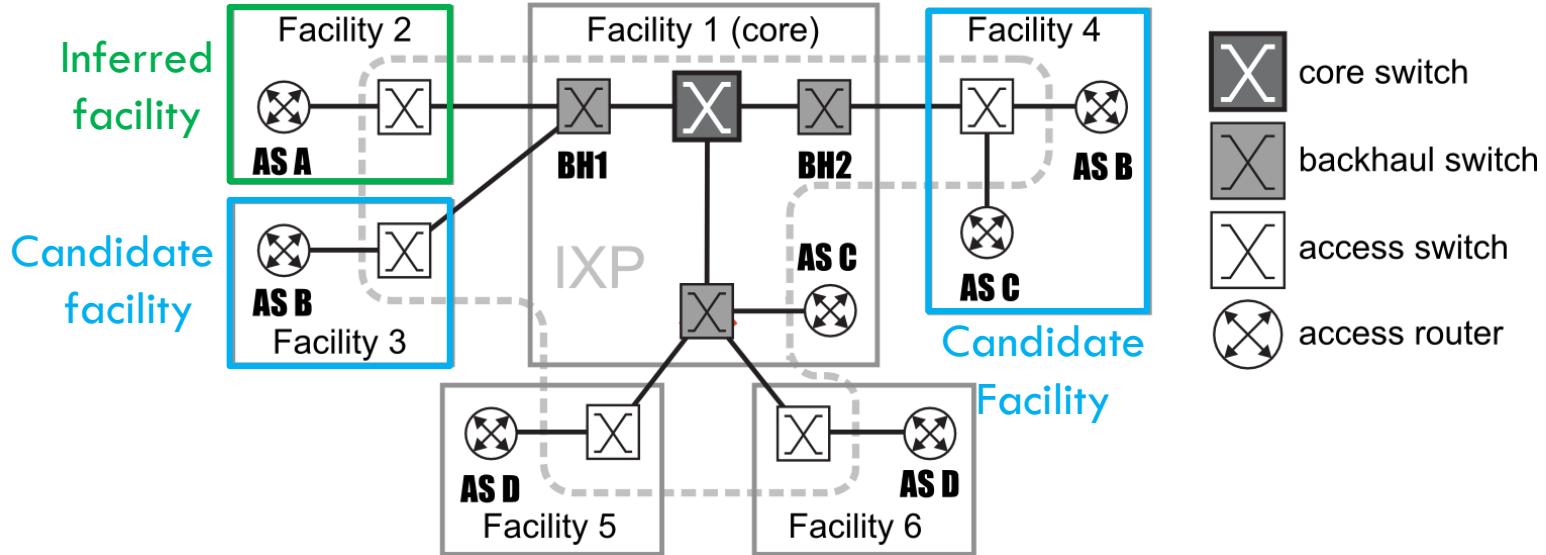 Inferred
facility
Facility 2
AS A
Candidate
facility
AS B
Facility 3
Facility 1 (core)
BH1
BH2
IXP
AS C
Facility 4
AS B
AS C
Candidate
Facility
AS D
Facility 5
AS D
Facility 6
core switch
backhaul switch
access switch
access router